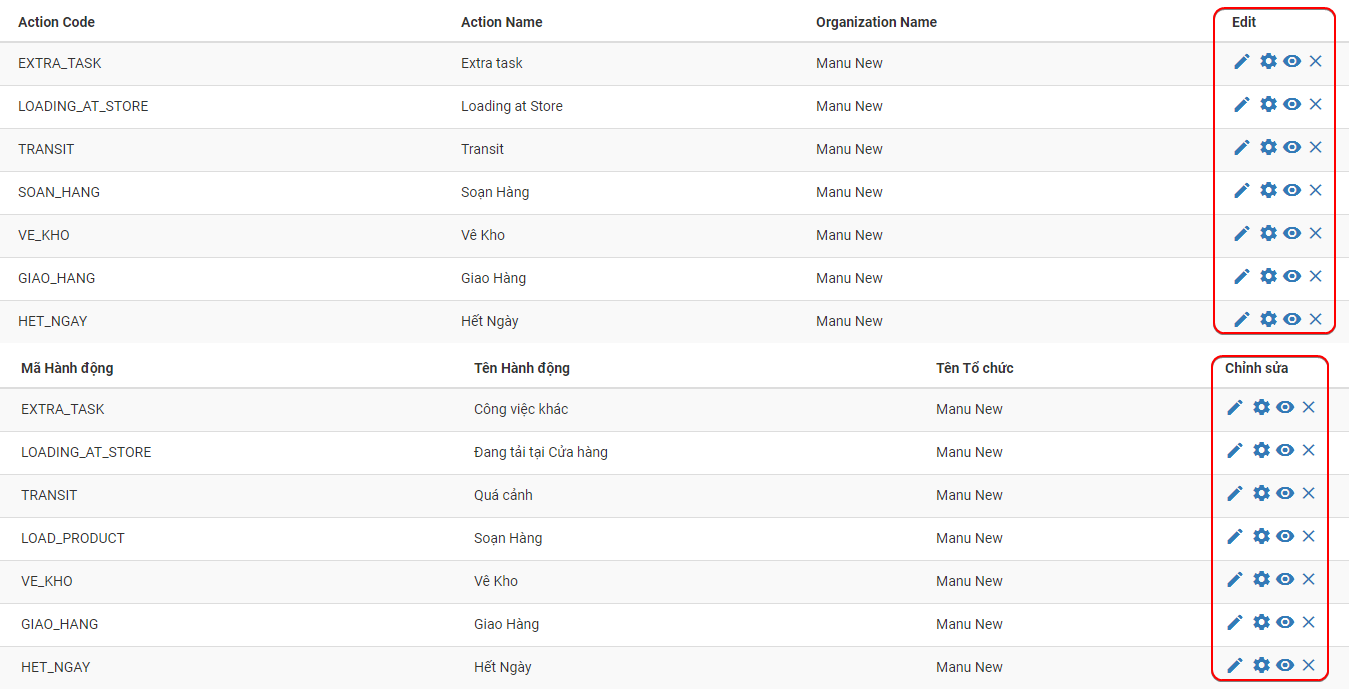 Action Code Action Name Organization Name Edit
EXTRA_TASK Extra task Manu New
LOADING_AT_STORE Loading at Store Manu New
TRANSIT Transit Manu New
SOAN_HANG Soạn Hàng Manu New
VE_KHO Vê Kho Manu New
GIAO_HANG Giao Hàng Manu New
HET_NGAY Hết Ngày Manu New
Mã Hành động Tên Hành động Tên Tổ chức Chỉnh sửa
EXTRA_TASK Công việc khác Manu New
LOADING_AT_STORE Đang tải tại Cửa hàng Manu New
TRANSIT Quá cảnh Manu New
LOAD_PRODUCT Soạn Hàng Manu New
VE_KHO Vê Kho Manu New
GIAO_HANG Giao Hàng Manu New
HET_NGAY Hết Ngày Manu New